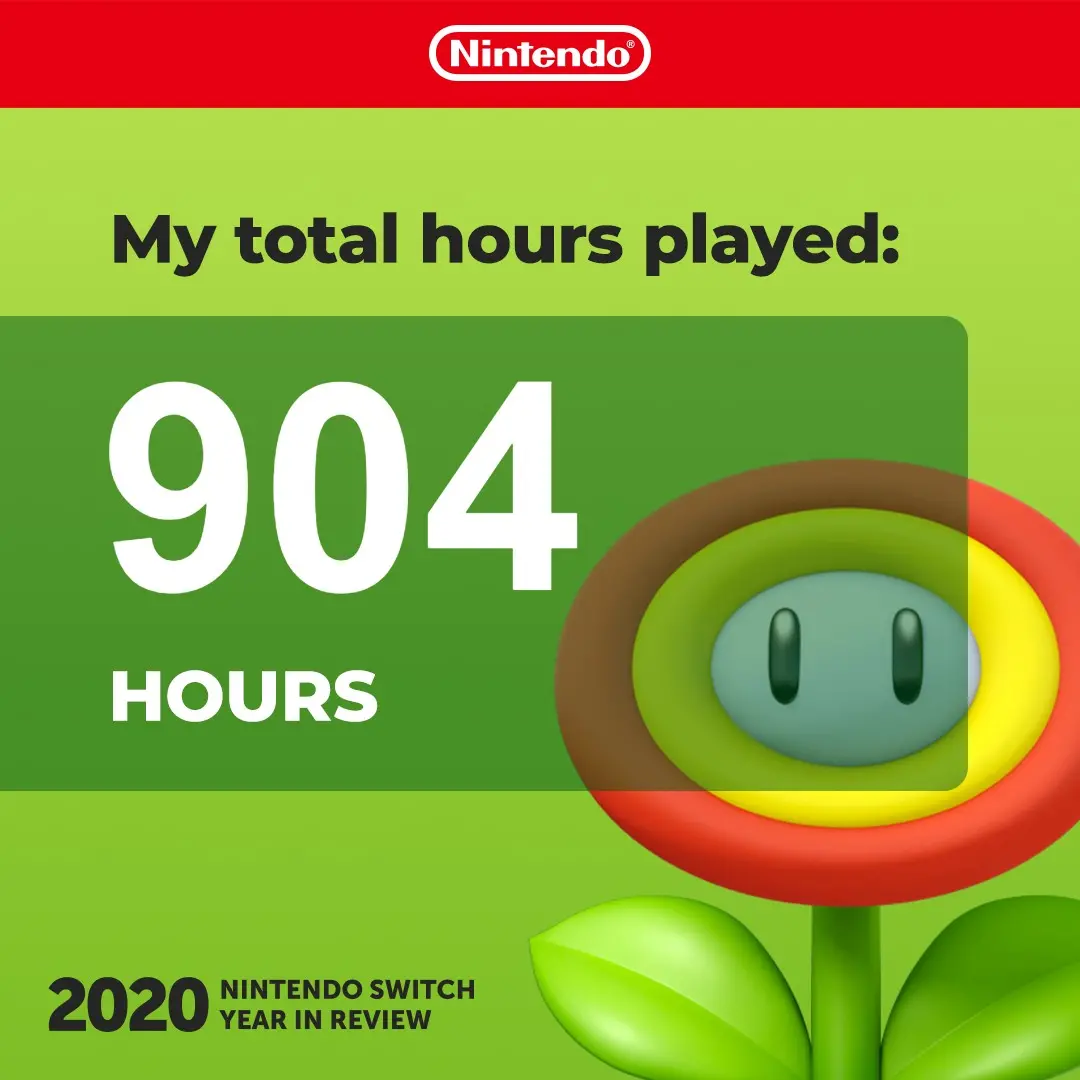 Nintendo®
My total hours played:
904
HOURS
2020 NINTENDO SWITCH
YEAR IN REVIEW